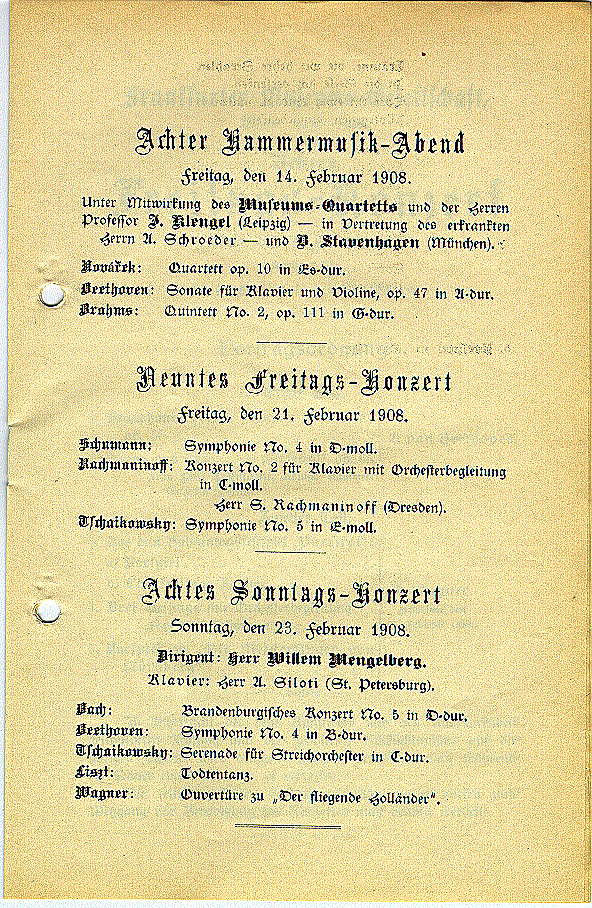 Achter Kammermusik-Abend
Freitag, den 14. Februar 1908.
Unter Mitwirkung des Museums-Quartetts und der Herren
Professor J. Klengel (Leipzig) — in Vertretung des erkrankten
Herrn A. Schroeder — und B. Stavenhagen (München).
Nováček: Quartett op. 10 in Es-dur.
Beethoven: Sonate für Klavier und Violine, op. 47 in A-dur.
Brahms: Quintett No. 2, op. 111 in G-dur.
Neuntes Freitags-Konzert
Freitag, den 21. Februar 1908.
Schumann: Symphonie No. 4 in D-moll.
Rachmaninoff: Konzert No. 2 für Klavier mit Orchesterbegleitung
in C-moll.
Herr S. Rachmaninoff (Dresden).
Tschaikowsky: Symphonie No. 5 in E-moll.
Achtes Sonntags-Konzert
Sonntag, den 23. Februar 1908.
Dirigent: Herr Willem Mengelberg.
Klavier: Herr A. Siloti (St. Petersburg).
Bach: Brandenburgisches Konzert No. 5 in D-dur.
Beethoven: Symphonie No. 4 in B-dur.
Tschaikowsky: Serenade für Streichorchester in C-dur.
Liszt: Todtentanz.
Wagner: Ouvertüre zu „Der fliegende Holländer".